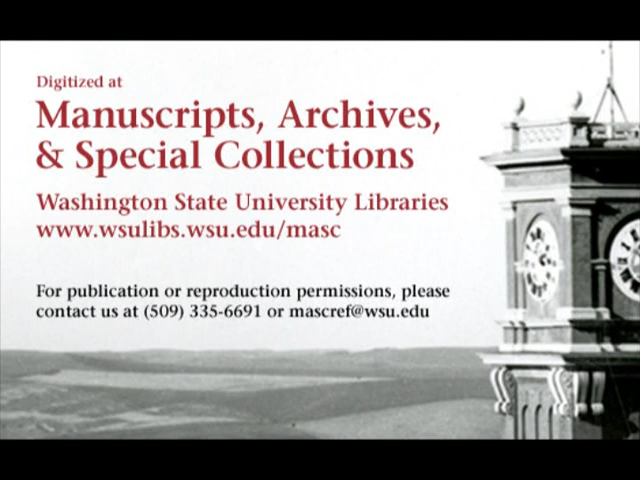 Digitized at
Manuscripts, Archives,
& Special Collections
Washington State University Libraries
www.wsulibs.wsu.edu/masc
For publication or reproduction permissions, please
contact us at (509) 335-6691 or mascref@wsu.edu